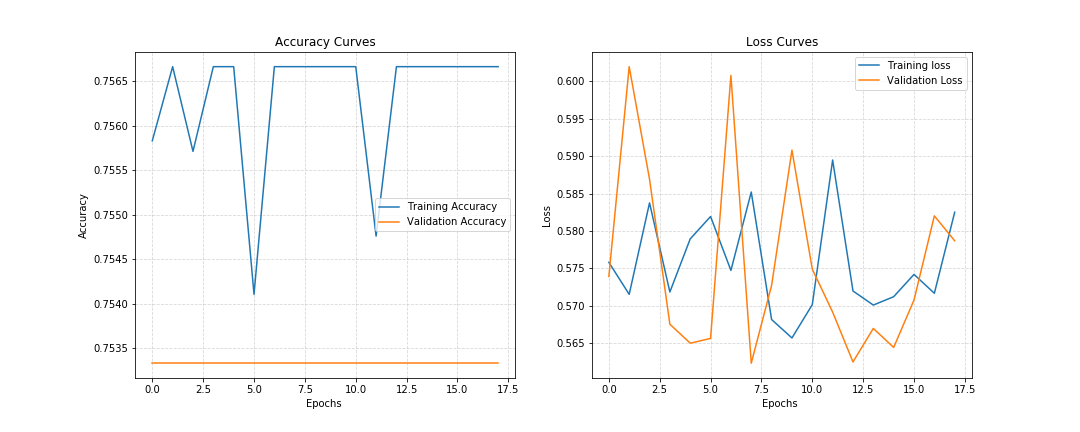 Accuracy Curves
0.7565
0.7560
0.7555
0.7550
0.7545
0.7540
0.7535
Accuracy
Training Accuracy
Validation Accuracy
0.0 2.5 5.0 7.5 10.0 12.5 15.0 17.5
Epochs
Loss Curves
0.600
0.595
0.590
0.585
0.580
0.575
0.570
0.565
Loss
Training loss
Validation Loss
0.0 2.5 5.0 7.5 10.0 12.5 15.0 17.5
Epochs